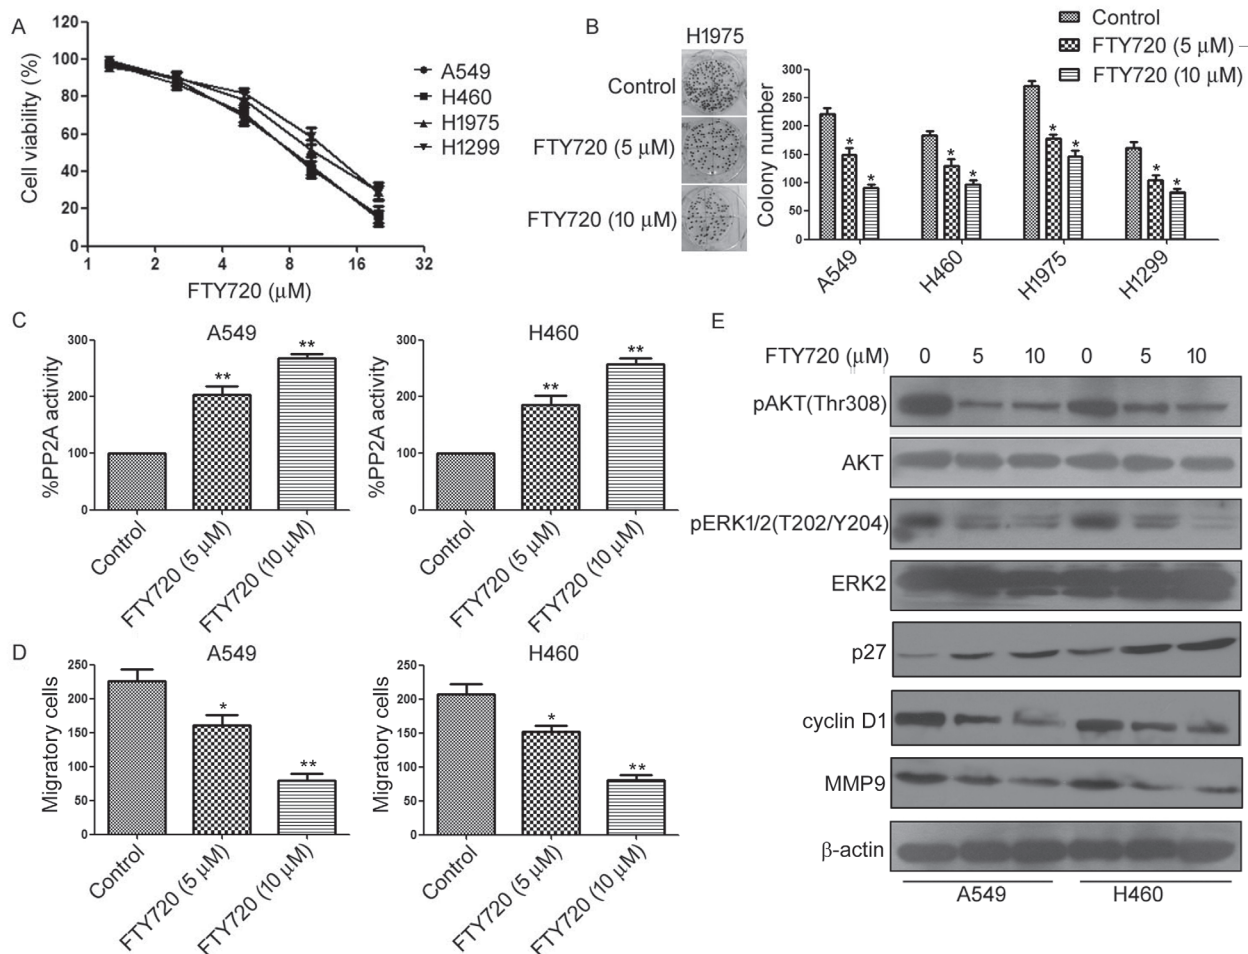 A
120
100
80
60
40
20
0
Cell viability (%)
1 2 4 8 16 32
FTY720 (μM)
A549
H460
H1975
H1299
B
H1975
Control
FTY720 (5 μM)
FTY720 (10 μM)
Control
FTY720 (5 μM)
FTY720 (10 μM)
300
250
200
150
100
50
0
Colony number
* * * * * * * *
A549 H460 H1975 H1299
C
A549
300
200
100
0
%PP2A activity
**
**
Control
FTY720 (5 μM)
FTY720 (10 μM)
H460
300
200
100
0
%PP2A activity
**
**
Control
FTY720 (5 μM)
FTY720 (10 μM)
D
A549
250
200
150
100
50
0
Migratory cells
*
**
Control
FTY720 (5 μM)
FTY720 (10 μM)
H460
250
200
150
100
50
0
Migratory cells
*
**
Control
FTY720 (5 μM)
FTY720 (10 μM)
E
FTY720 (μM) 0 5 10 0 5 10
pAKT(Thr308)
AKT
pERK1/2(T202/Y204)
ERK2
p27
cyclin D1
MMP9
β-actin
A549 H460